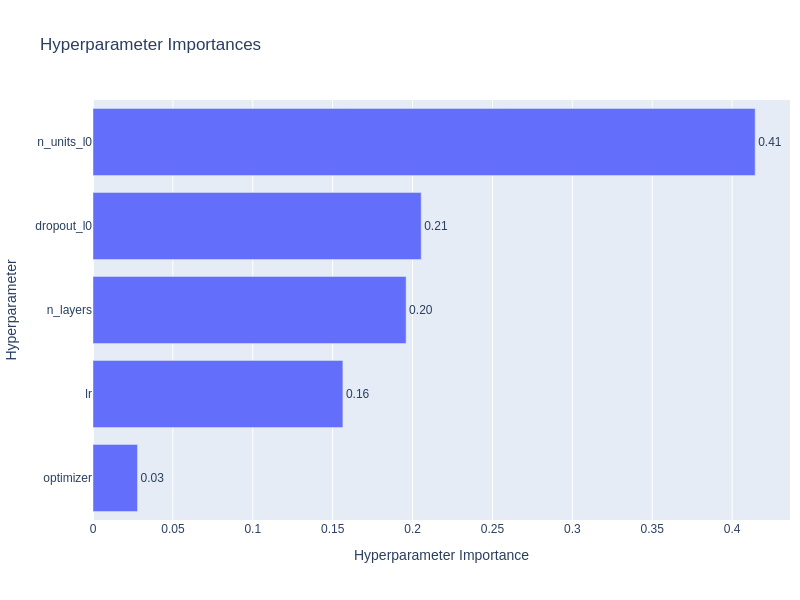 Hyperparameter Importances
Hyperparameter
n_units_l0
0.41
dropout_l0
0.21
n_layers
0.20
lr
0.16
optimizer
0.03
0
0.05
0.1
0.15
0.2
0.25
0.3
0.35
0.4
Hyperparameter Importance